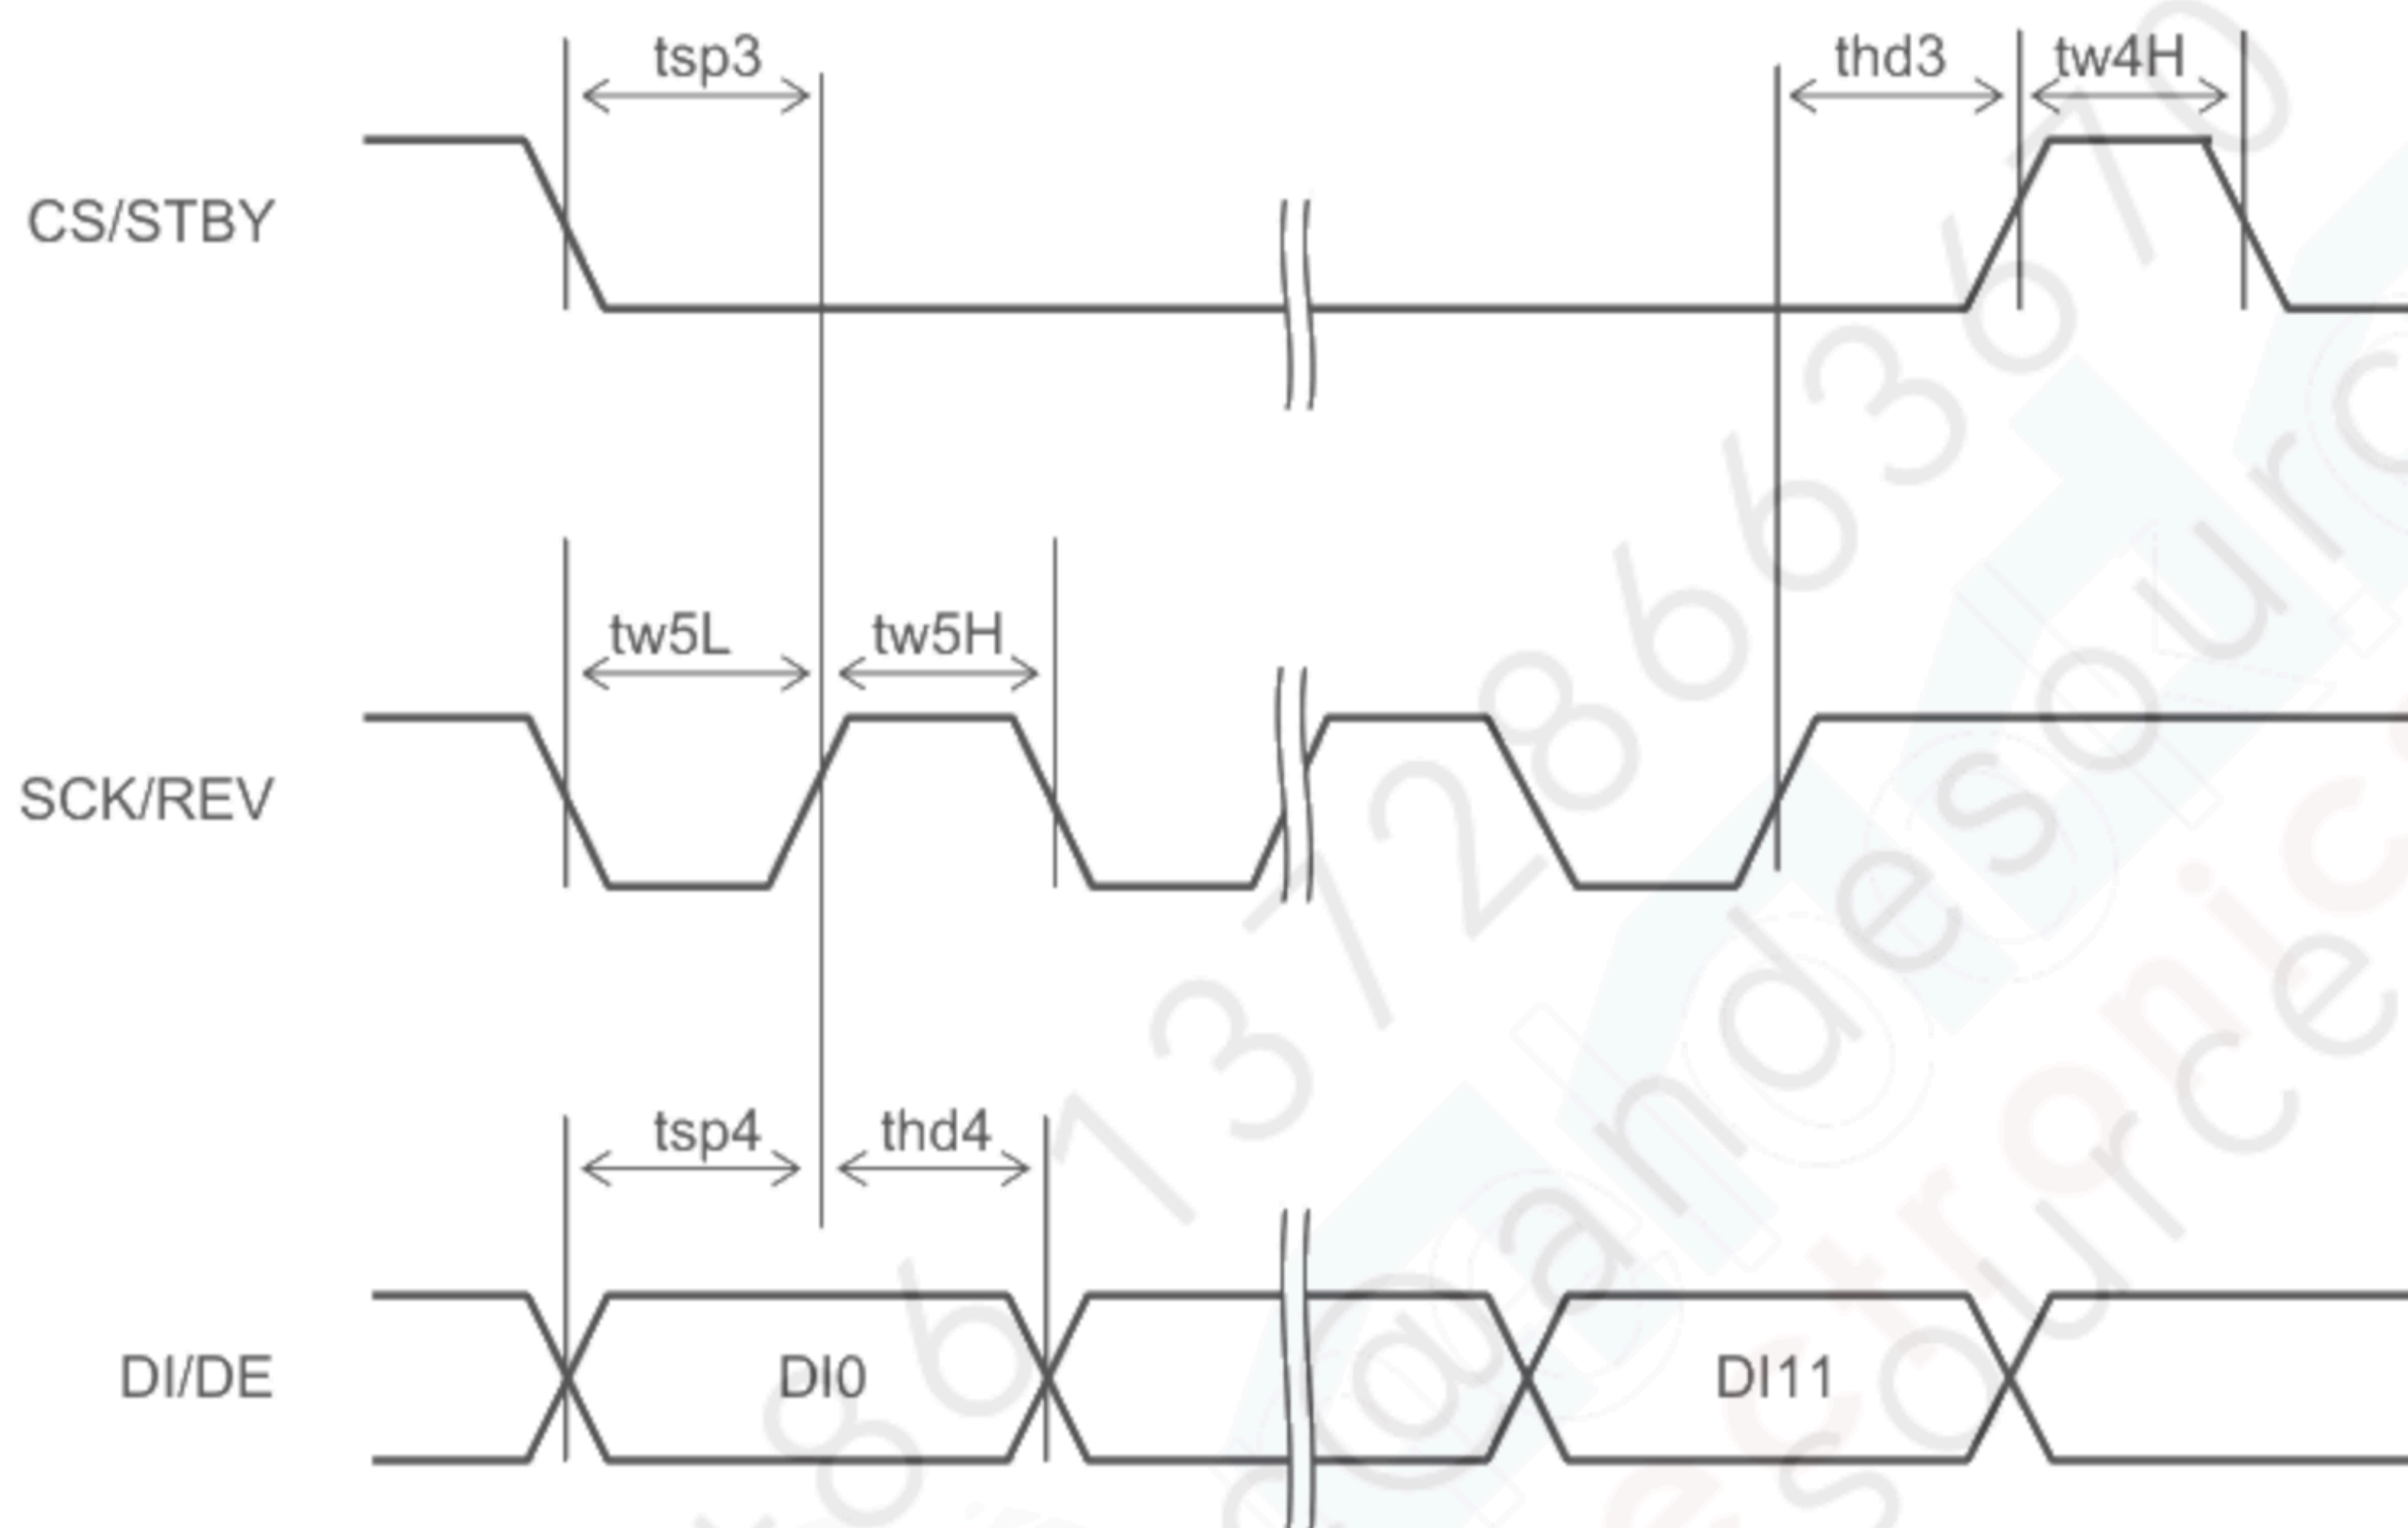 tsp3 thd3 tw4H
CS/STBY
tw5L tw5H
SCK/REV
tsp4 thd4
DI/DE DI0 DI11